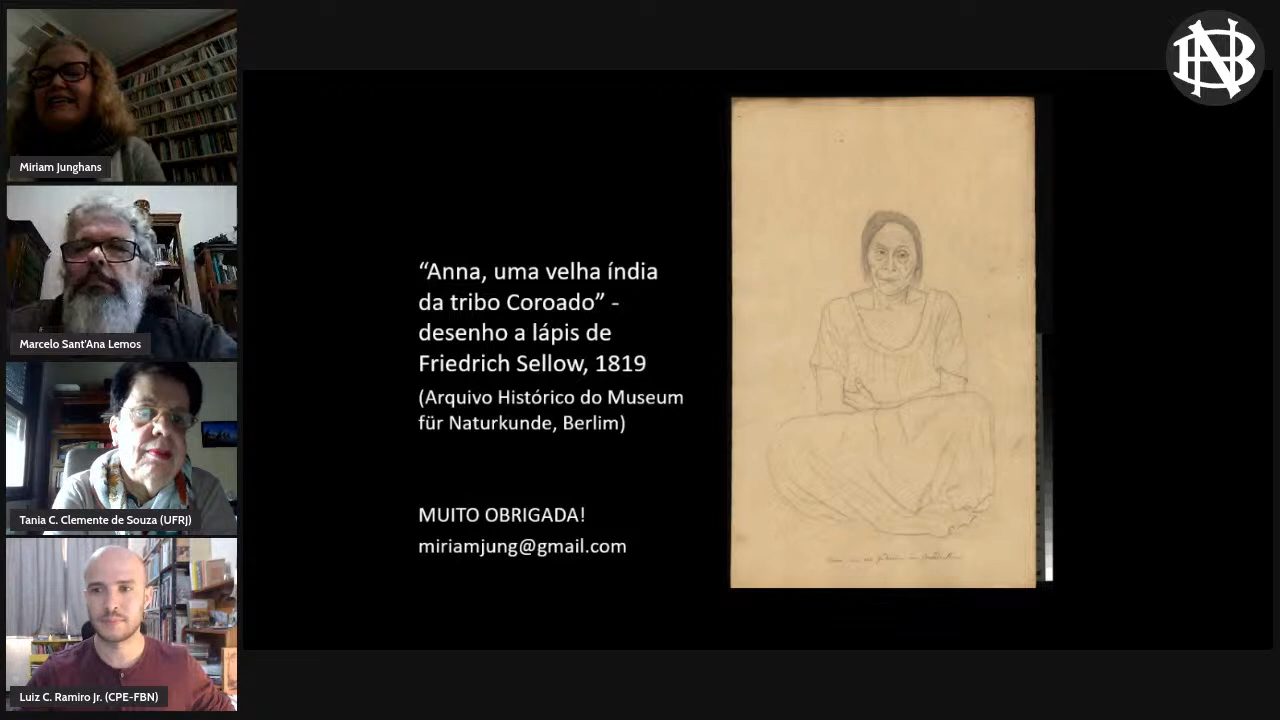 Miriam Junghans
Marcelo Sant'Ana Lemos
Tania C. Clemente de Souza (UFRJ)
Luiz C. Ramiro Jr. (CPE-FBN)
“Anna, uma velha índia
da tribo Coroado” -
desenho a lápis de
Friedrich Sellow, 1819
(Arquivo Histórico do Museum
für Naturkunde, Berlim)
MUITO OBRIGADA!
miriamjung@gmail.com